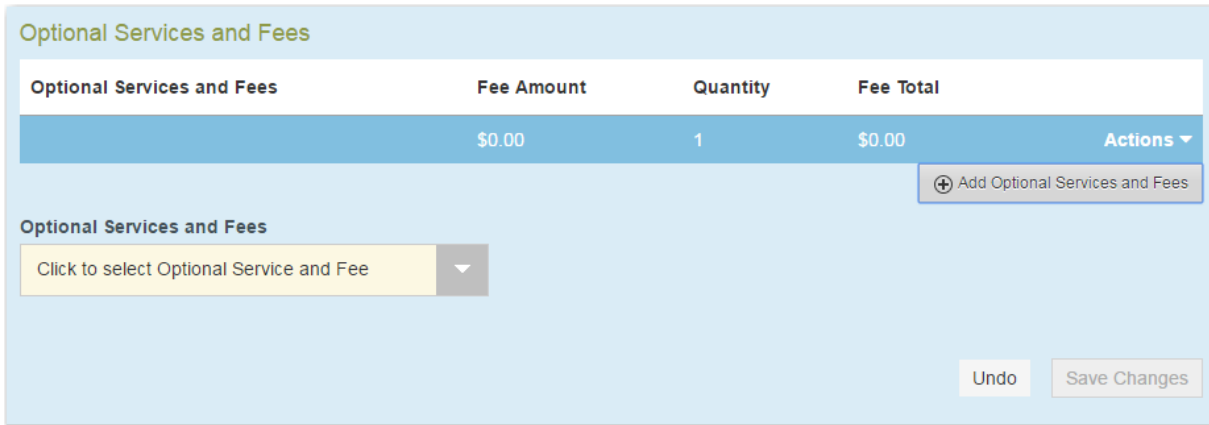 Optional Services and Fees
Optional Services and Fees Fee Amount Quantity Fee Total
$0.00 1 $0.00 Actions
Add Optional Services and Fees
Optional Services and Fees
Click to select Optional Service and Fee
Undo Save Changes